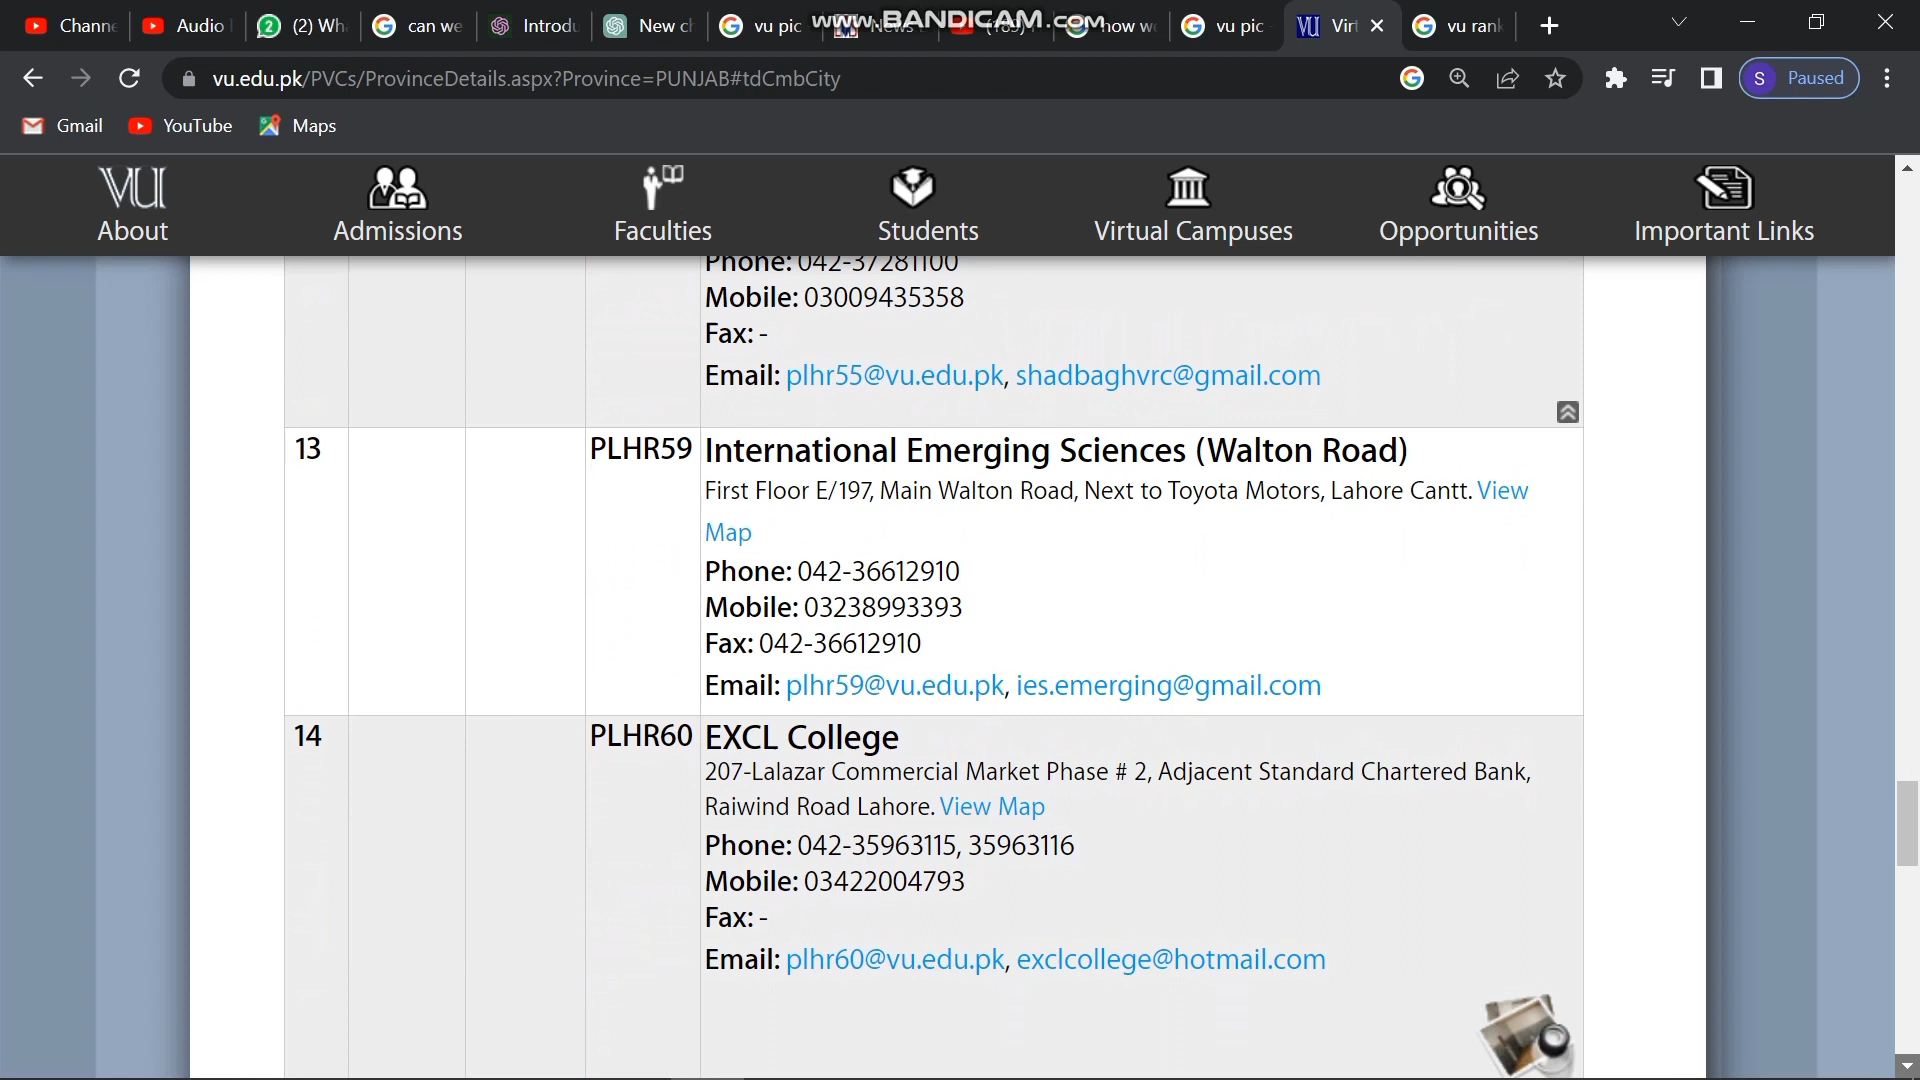 Channe
Audio
(2) Wha
can we
Introdu
New ch
vu pic
vu pic
Virt
vu rank
www.BANDICAM.com
vu.edu.pk/PVCs/ProvinceDetails.aspx?Province=PUNJAB#tdCmbCity
S Paused
Gmail
YouTube
Maps
VU
About
Admissions
Faculties
Students
Virtual Campuses
Opportunities
Important Links
Phone: 042-37281100
Mobile: 03009435358
Fax: -
Email: plhr55@vu.edu.pk, shadbaghvrc@gmail.com
13 PLHR59 International Emerging Sciences (Walton Road)
First Floor E/197, Main Walton Road, Next to Toyota Motors, Lahore Cantt. View
Map
Phone: 042-36612910
Mobile: 03238993393
Fax: 042-36612910
Email: plhr59@vu.edu.pk, ies.emerging@gmail.com
14 PLHR60 EXCL College
207-Lalazar Commercial Market Phase # 2, Adjacent Standard Chartered Bank,
Raiwind Road Lahore. View Map
Phone: 042-35963115, 35963116
Mobile: 03422004793
Fax: -
Email: plhr60@vu.edu.pk, exclcollege@hotmail.com